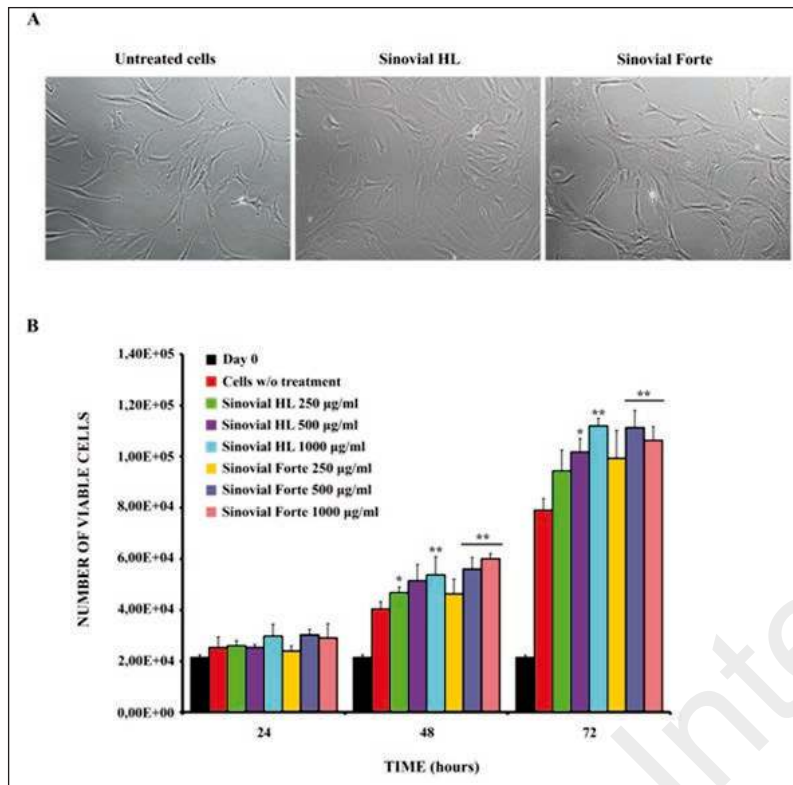 A
Untreated cells
Sinovial HL
Sinovial Forte
B
NUMBER OF VIABLE CELLS
1,40E+05
1,20E+05
1,00E+05
8,00E+04
6,00E+04
4,00E+04
2,00E+04
0,00E+00
Day 0
Cells w/o treatment
Sinovial HL 250 µg/ml
Sinovial HL 500 µg/ml
Sinovial HL 1000 µg/ml
Sinovial Forte 250 µg/ml
Sinovial Forte 500 µg/ml
Sinovial Forte 1000 µg/ml
* ** **
* ** **
24 48 72
TIME (hours)
Inte